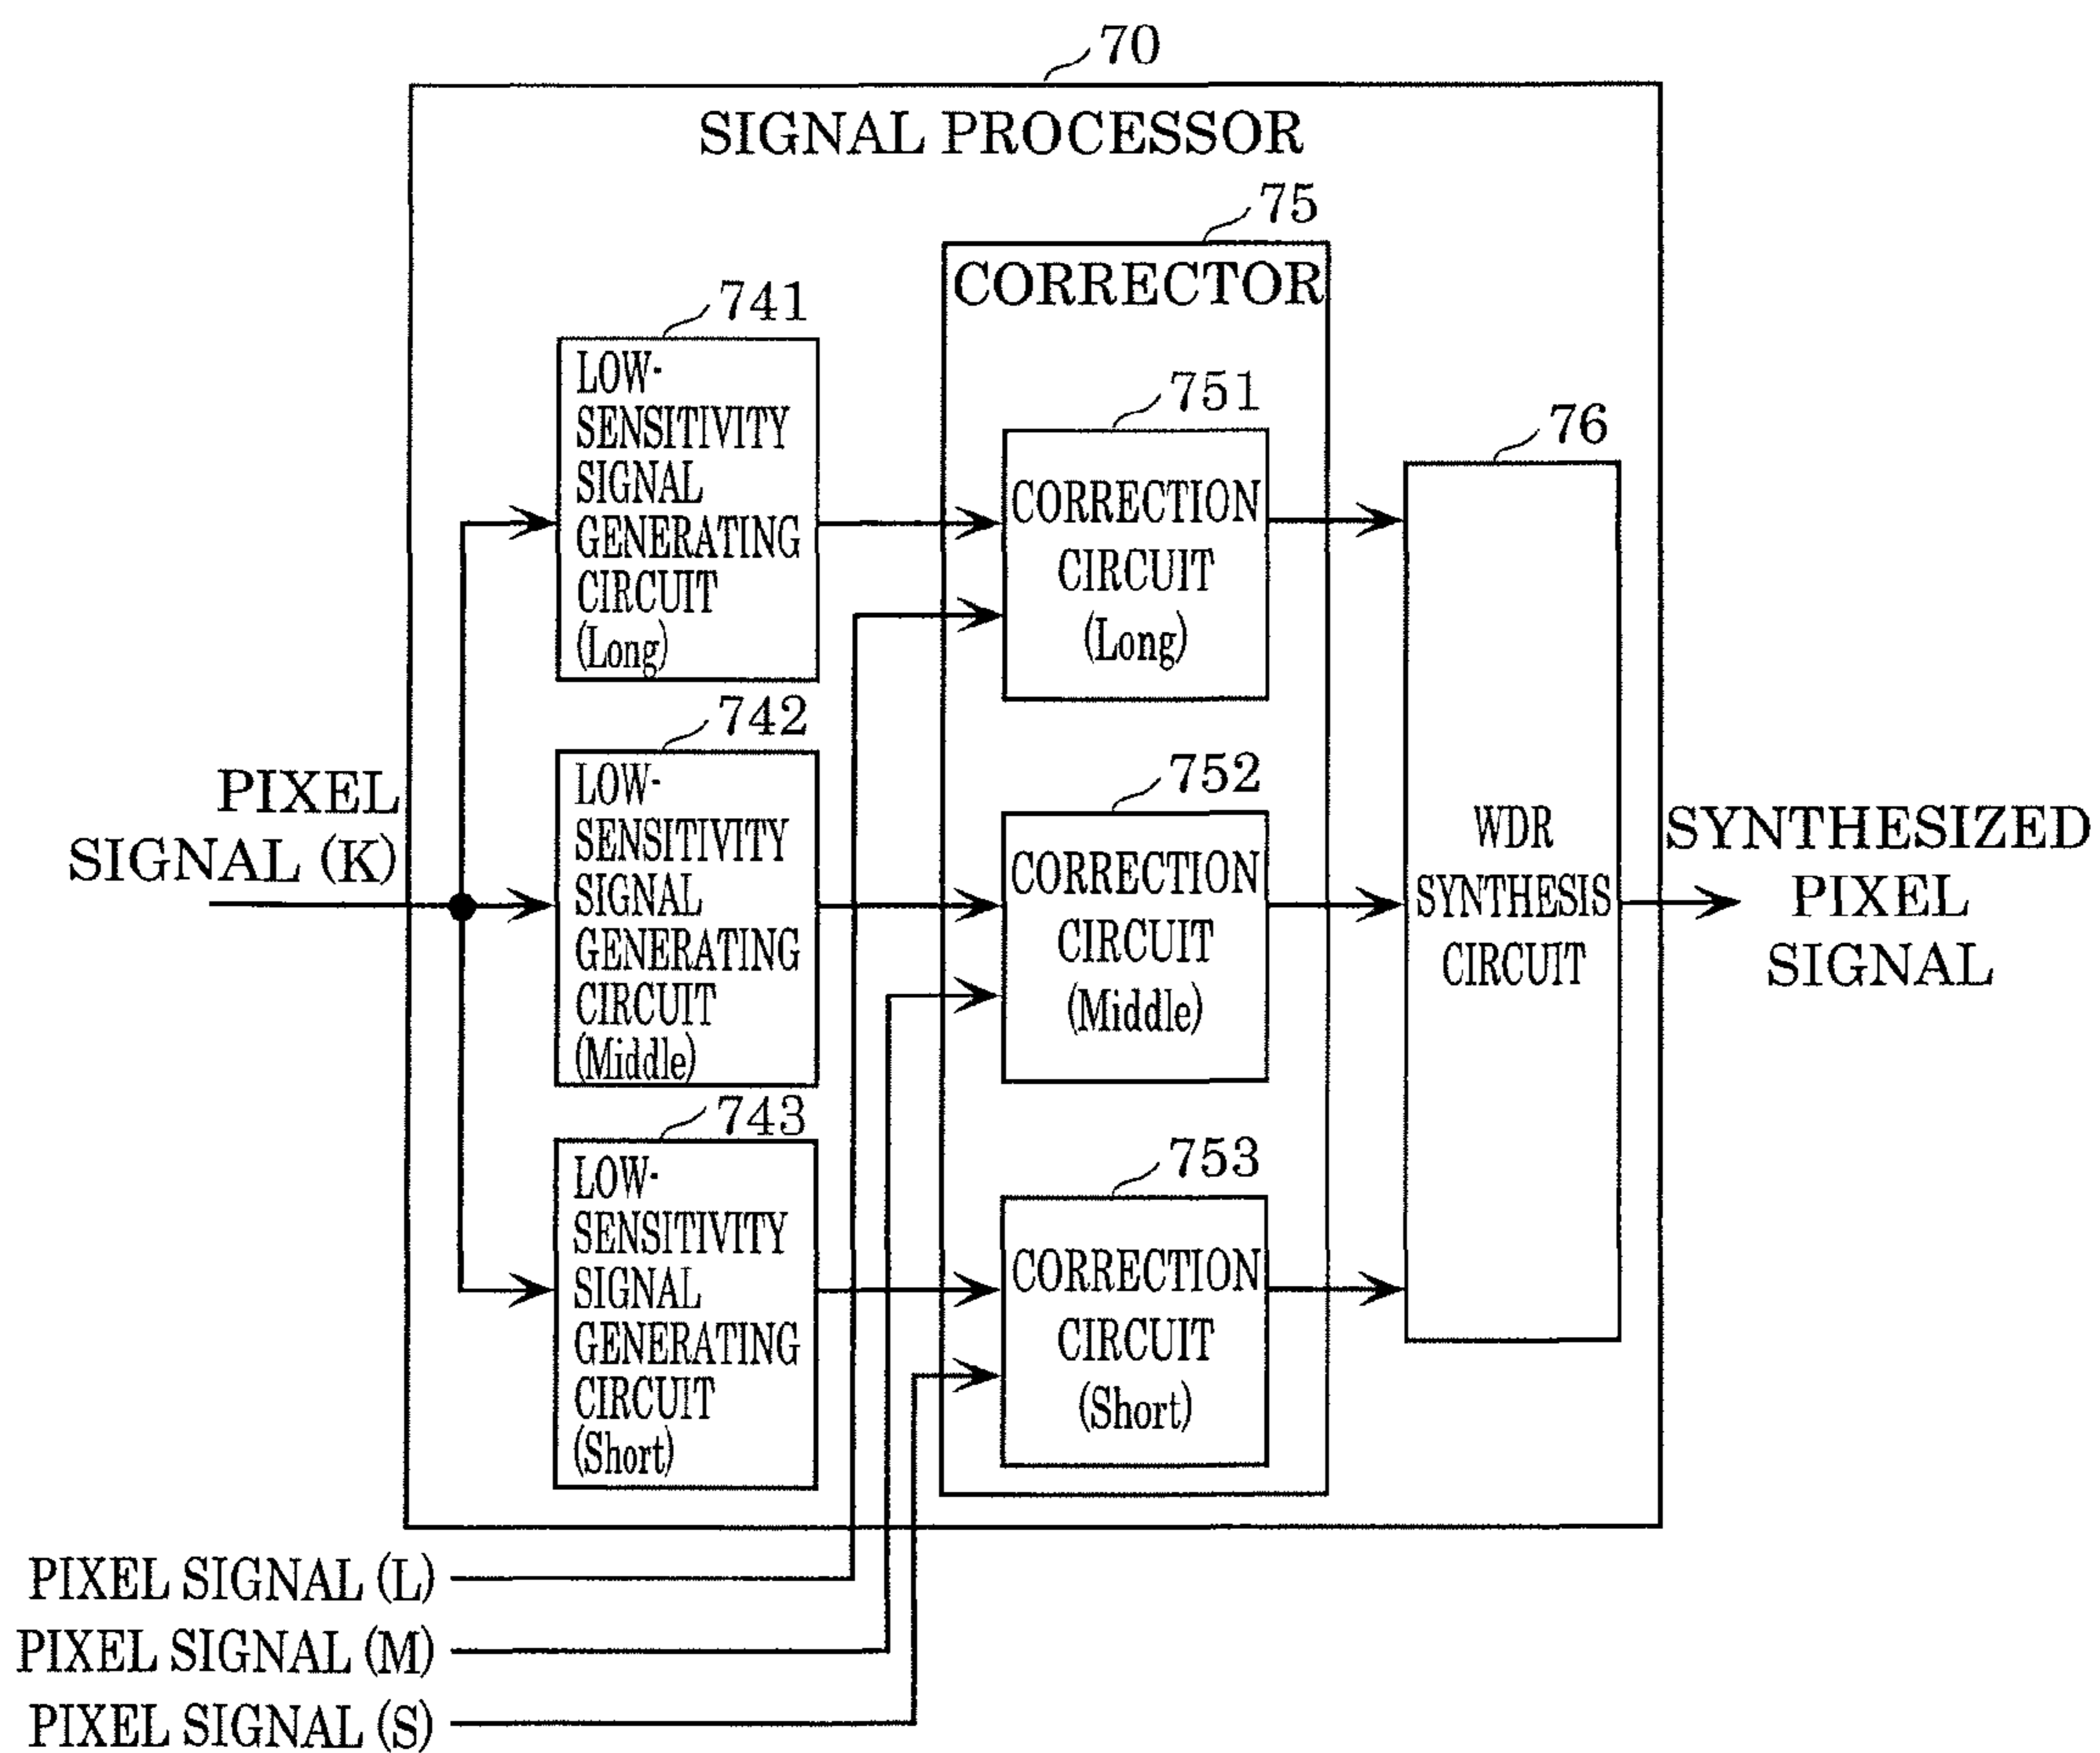 70
SIGNAL PROCESSOR
75
CORRECTOR
741
LOW-
SENSITIVITY
SIGNAL
GENERATING
CIRCUIT
(Long)
751
CORRECTION
CIRCUIT
(Long)
76
WDR
SYNTHESIS
CIRCUIT
742
LOW-
SENSITIVITY
SIGNAL
GENERATING
CIRCUIT
(Middle)
752
CORRECTION
CIRCUIT
(Middle)
PIXEL
SIGNAL (K)
SYNTHESIZED
PIXEL
SIGNAL
743
LOW-
SENSITIVITY
SIGNAL
GENERATING
CIRCUIT
(Short)
753
CORRECTION
CIRCUIT
(Short)
PIXEL SIGNAL (L)
PIXEL SIGNAL (M)
PIXEL SIGNAL (S)